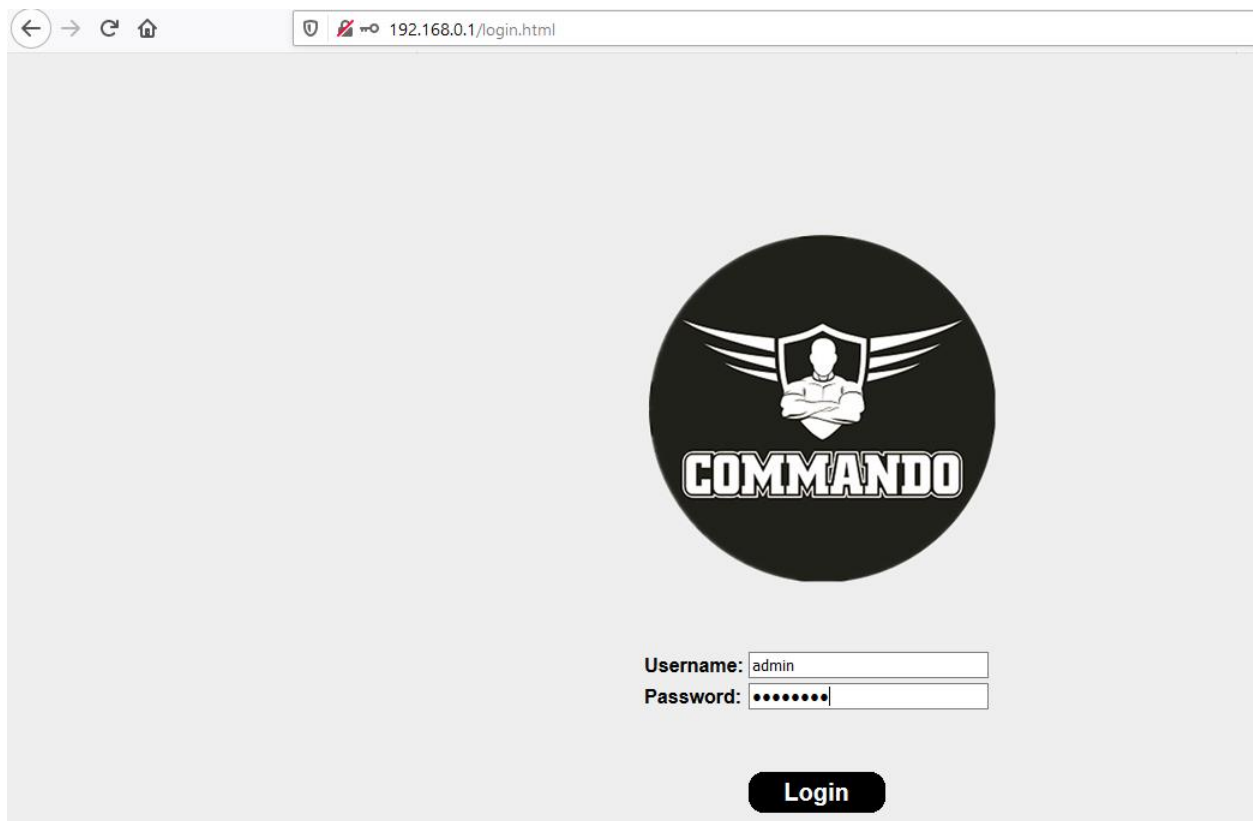 192.168.0.1/login.html
COMMANDO
Username: admin
Password: ••••••••
Login